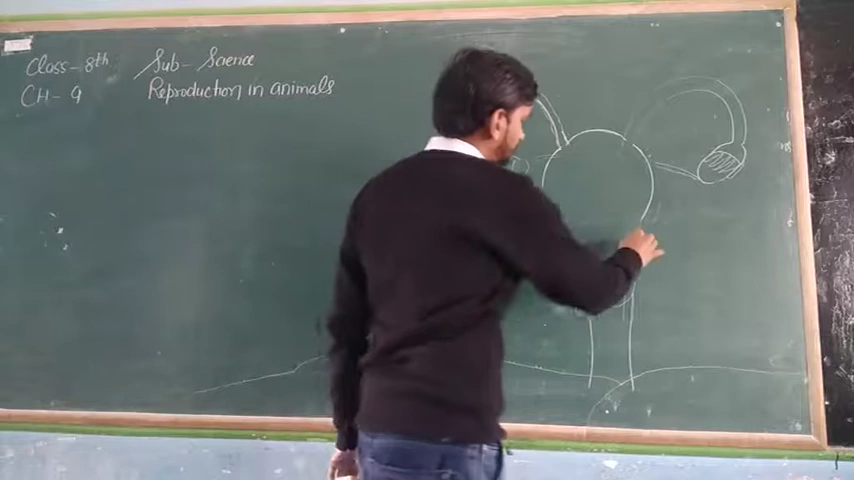 Class- 8th Sub- Science
CH- 9 Reproduction in animals